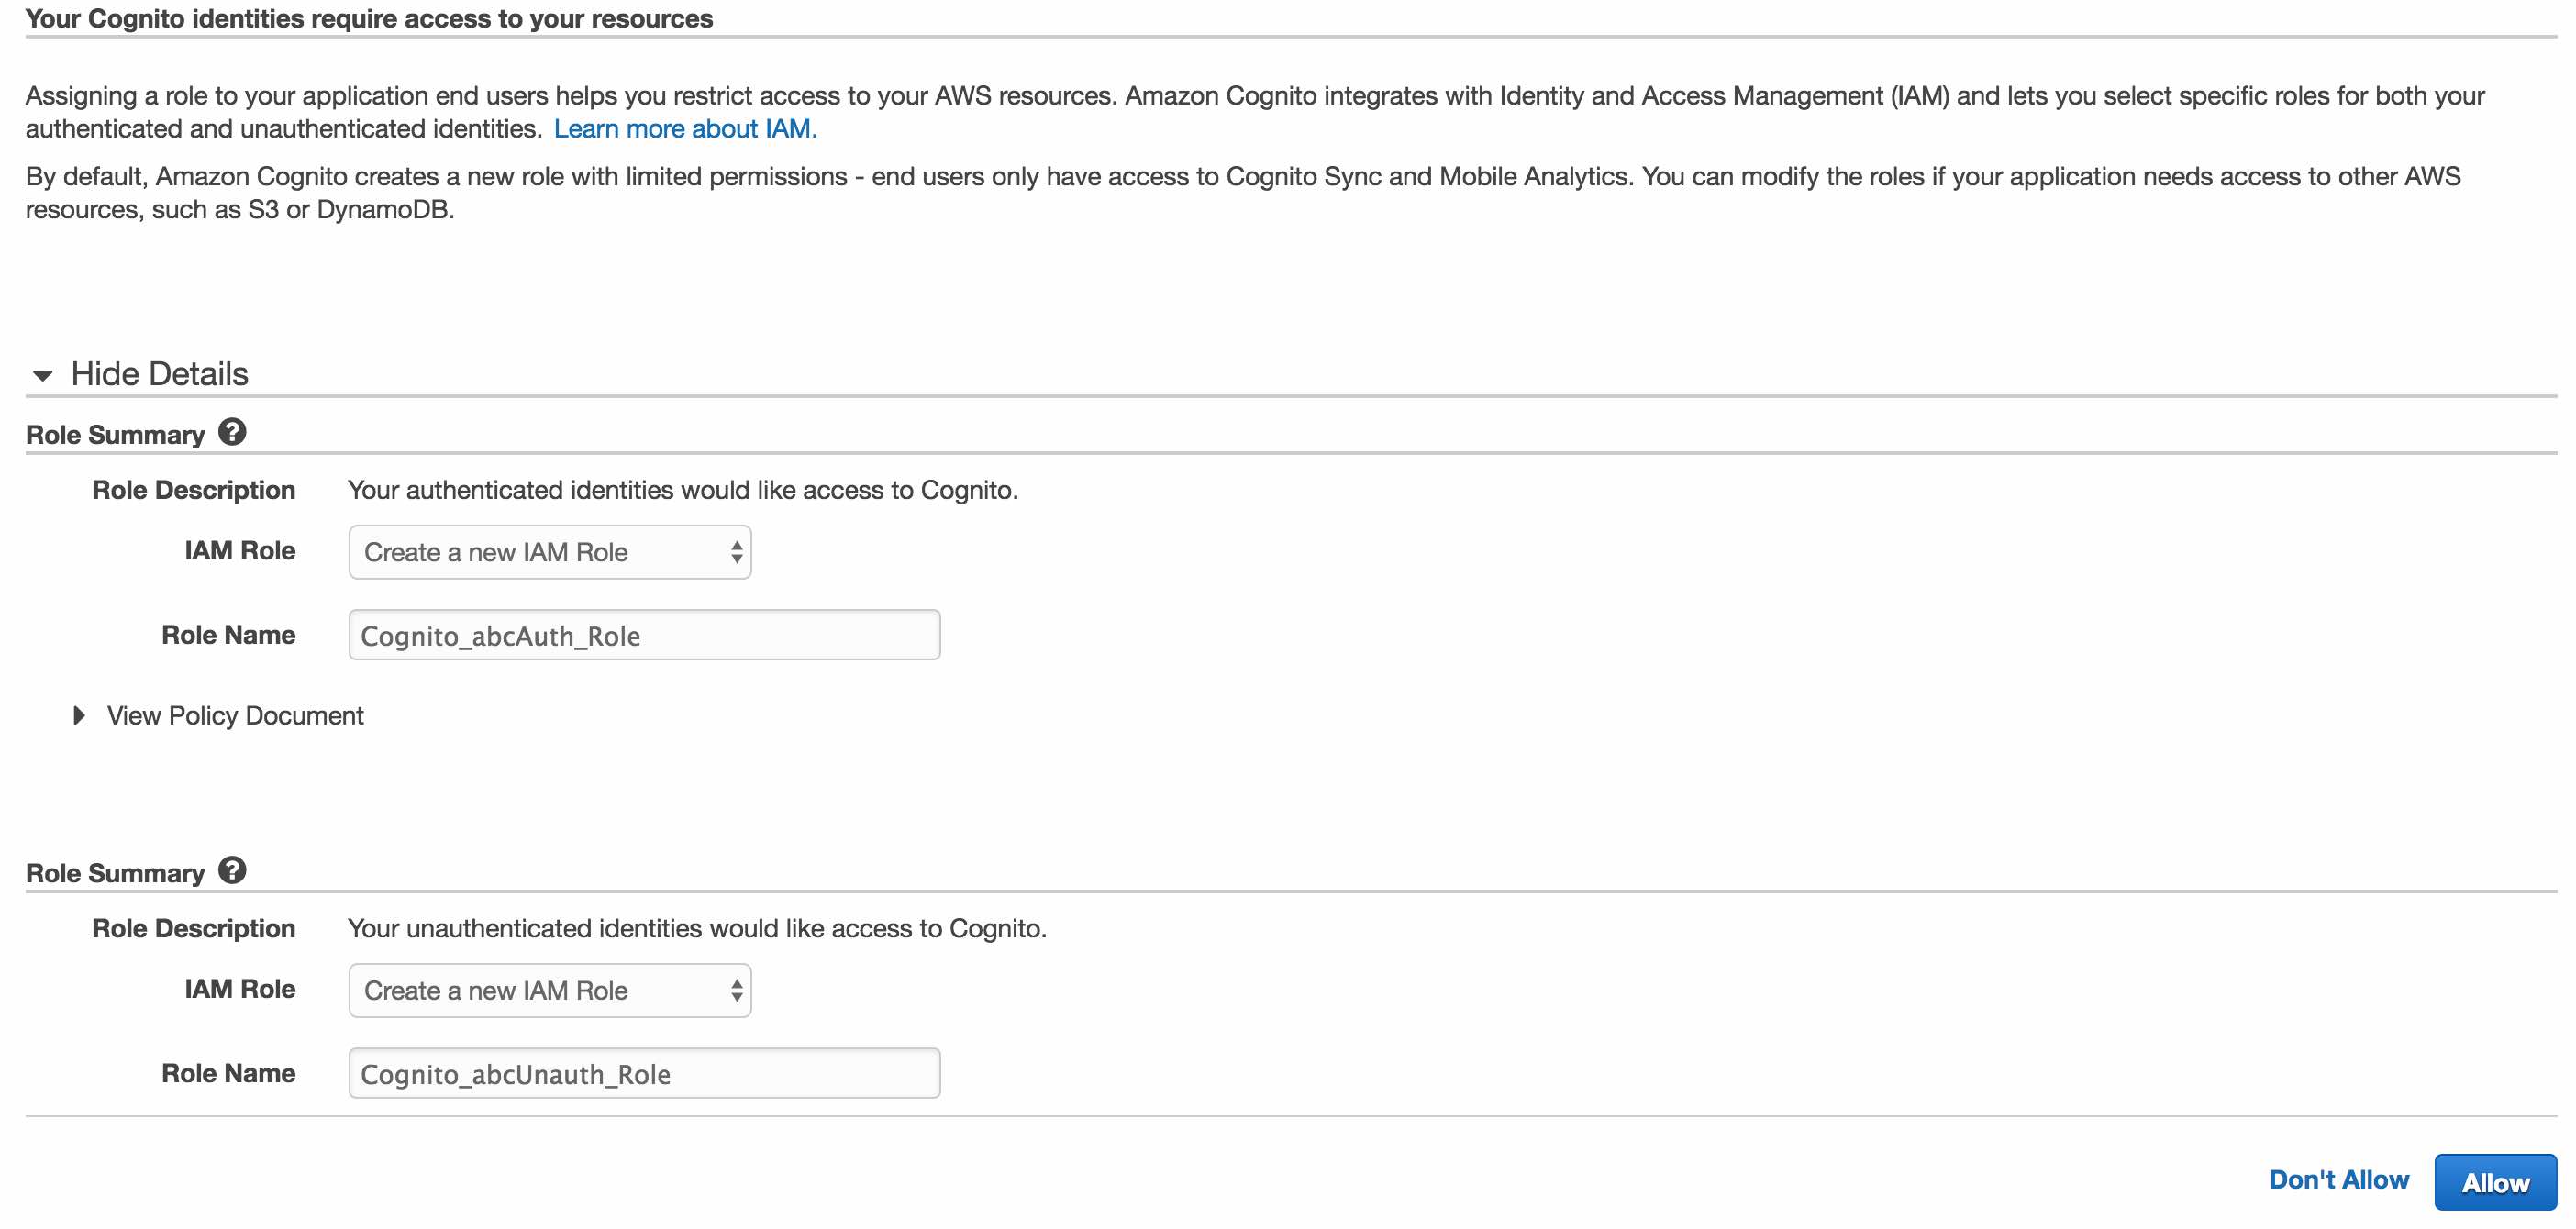 Your Cognito identities require access to your resources
Assigning a role to your application end users helps you restrict access to your AWS resources. Amazon Cognito integrates with Identity and Access Management (IAM) and lets you select specific roles for both your
authenticated and unauthenticated identities. Learn more about IAM.
By default, Amazon Cognito creates a new role with limited permissions - end users only have access to Cognito Sync and Mobile Analytics. You can modify the roles if your application needs access to other AWS
resources, such as S3 or DynamoDB.
Hide Details
Role Summary ?
Role Description Your authenticated identities would like access to Cognito.
IAM Role Create a new IAM Role
Role Name Cognito_abcAuth_Role
View Policy Document
Role Summary ?
Role Description Your unauthenticated identities would like access to Cognito.
IAM Role Create a new IAM Role
Role Name Cognito_abcUnauth_Role
Don't Allow Allow